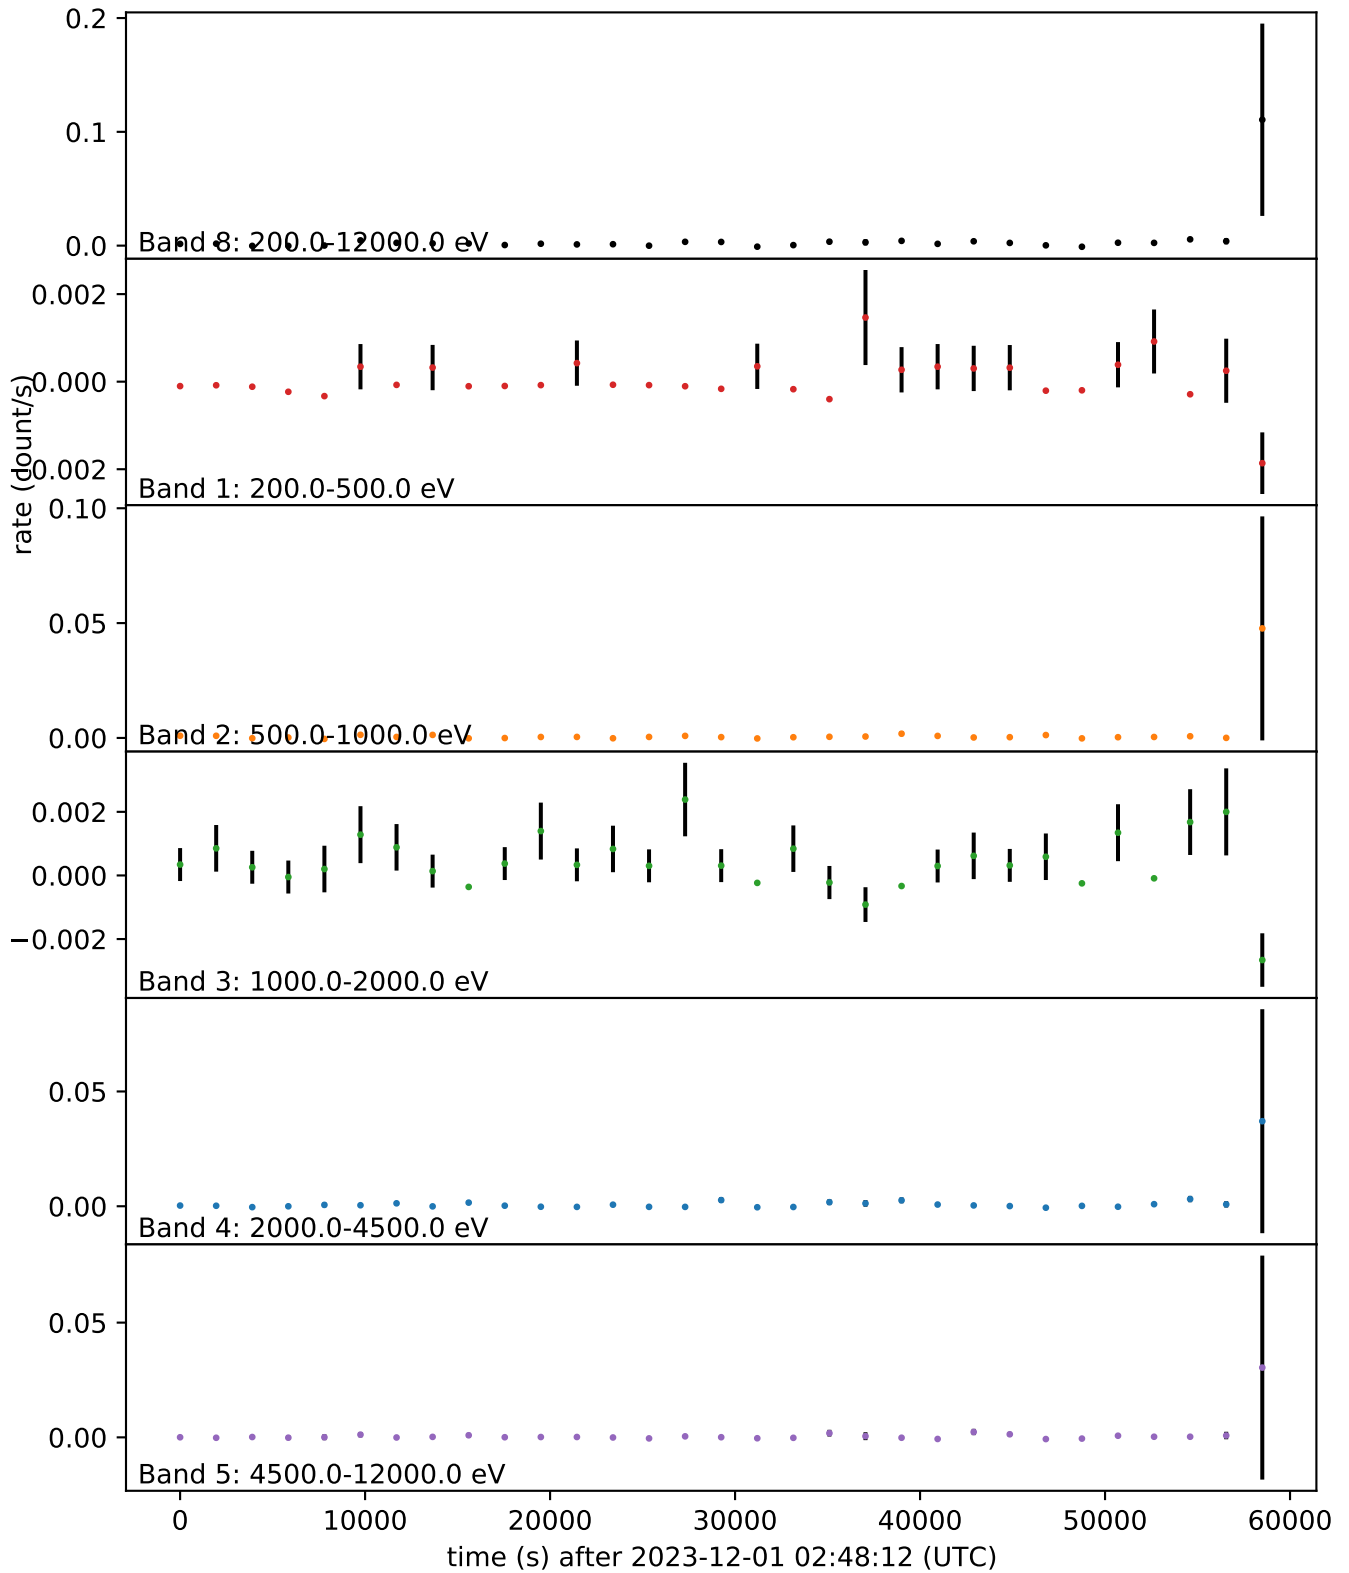 0.2
0.1
0.0
Band 8: 200.0-12000.0 eV
0.002
0.000
0.002
Band 1: 200.0-500.0 eV
rate (count/s)
0.10
0.05
0.00
Band 2: 500.0-1000.0 eV
0.002
0.000
−0.002
Band 3: 1000.0-2000.0 eV
0.05
0.00
Band 4: 2000.0-4500.0 eV
0.05
0.00
Band 5: 4500.0-12000.0 eV
0 10000 20000 30000 40000 50000 60000
time (s) after 2023-12-01 02:48:12 (UTC)